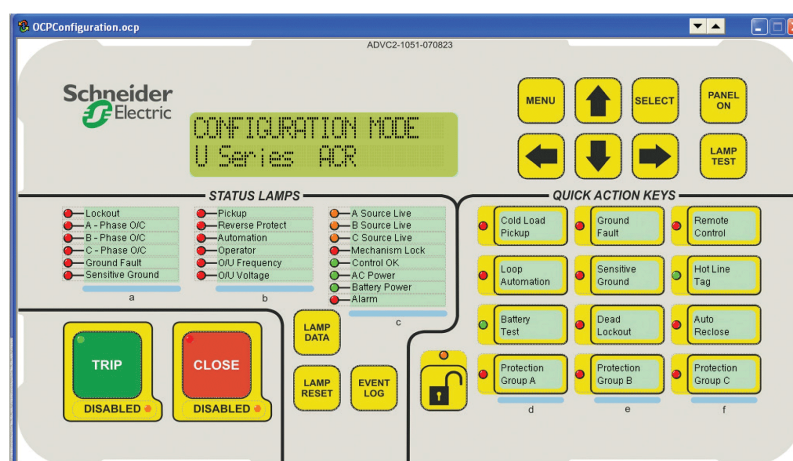 OCPConfiguration.ocp
ADVC2-1051-070823
Schneider
Electric
CONFIGURATION MODE
U Series ACR
MENU
SELECT
PANEL
ON
LAMP
TEST
STATUS LAMPS
Lockout
A - Phase O/C
B - Phase O/C
C - Phase O/C
Ground Fault
Sensitive Ground
a
Pickup
Reverse Protect
Automation
Operator
O/U Frequency
O/U Voltage
b
A Source Live
B Source Live
C Source Live
Mechanism Lock
Control OK
AC Power
Battery Power
Alarm
c
QUICK ACTION KEYS
Cold Load
Pickup
Ground
Fault
Remote
Control
Loop
Automation
Sensitive
Ground
Hot Line
Tag
Battery
Test
Dead
Lockout
Auto
Reclose
Protection
Group A
Protection
Group B
Protection
Group C
d
e
f
TRIP
DISABLED
CLOSE
DISABLED
LAMP
DATA
LAMP
RESET
EVENT
LOG